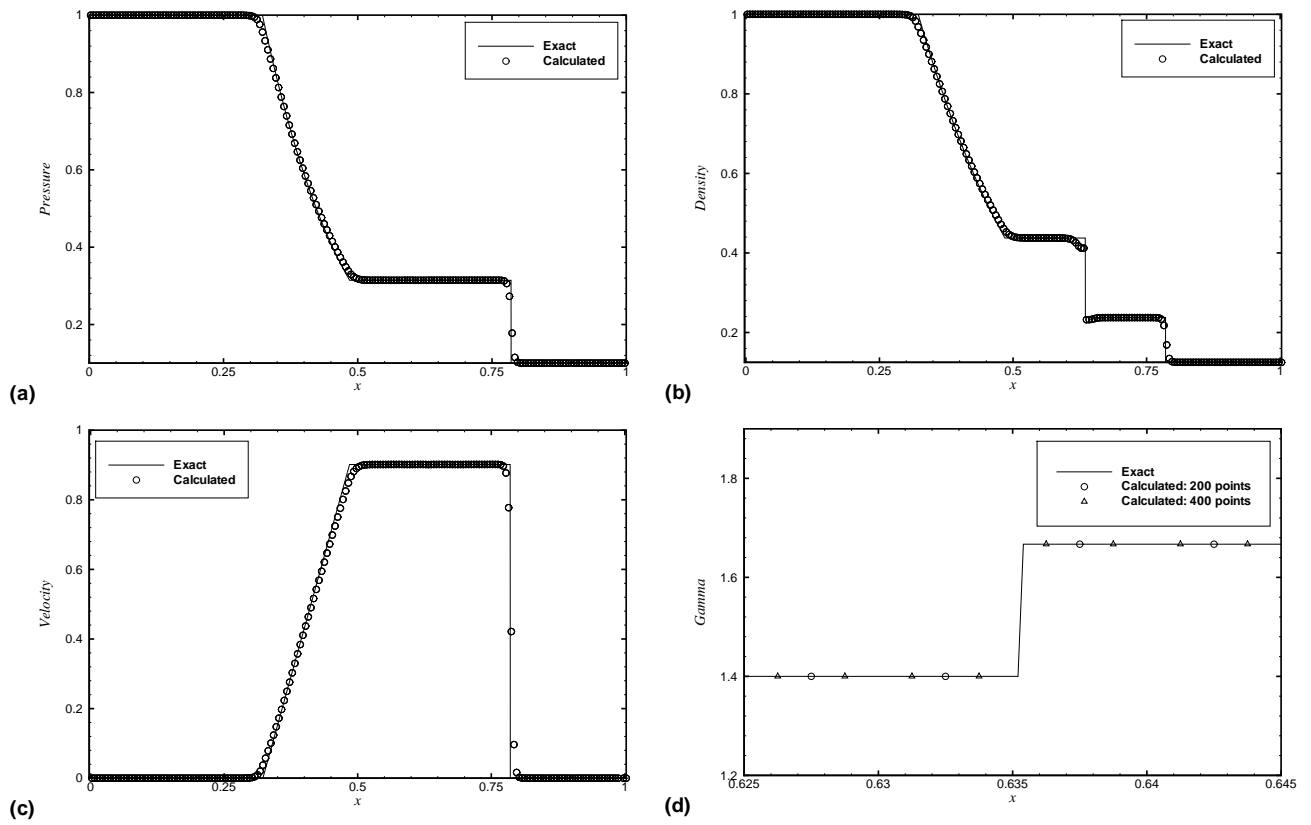 1
0.8
0.6
0.4
0.2
Pressure
Exact
Calculated
0
0.25
0.5
0.75
1
x
(a)
1
0.8
0.6
0.4
0.2
Density
Exact
Calculated
0
0.25
0.5
0.75
1
x
(b)
1
0.8
0.6
0.4
0.2
0
Velocity
Exact
Calculated
0
0.25
0.5
0.75
1
x
(c)
1.8
1.6
1.4
1.2
Gamma
Exact
Calculated: 200 points
Calculated: 400 points
0.625
0.63
0.635
0.64
0.645
x
(d)